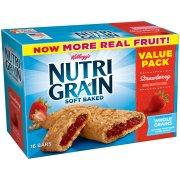 NOW MORE REAL FRUIT!
Kellogg's
NUTRI
GRAIN
SOFT BAKED
VALUE
PACK
Strawberry
WHOLE
GRAINS
16 BARS